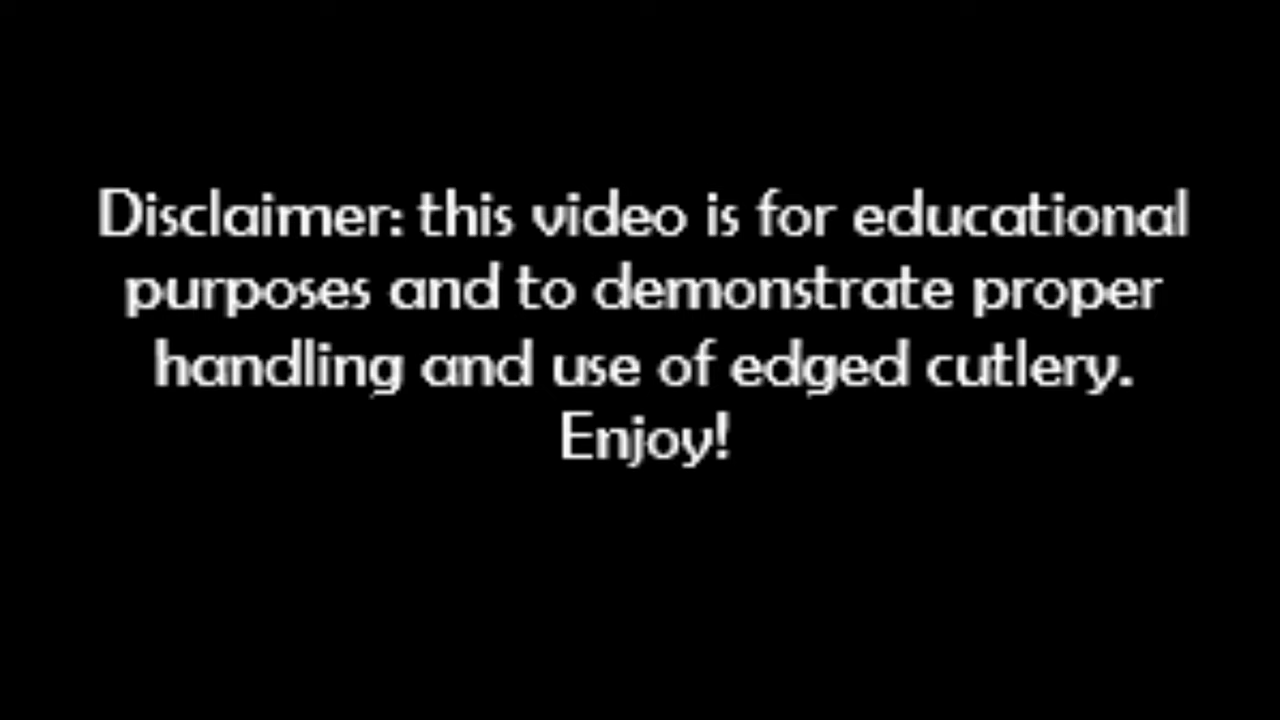 Disclaimer: this video is for educational
purposes and to demonstrate proper
handling and use of edged cutlery.
Enjoy!